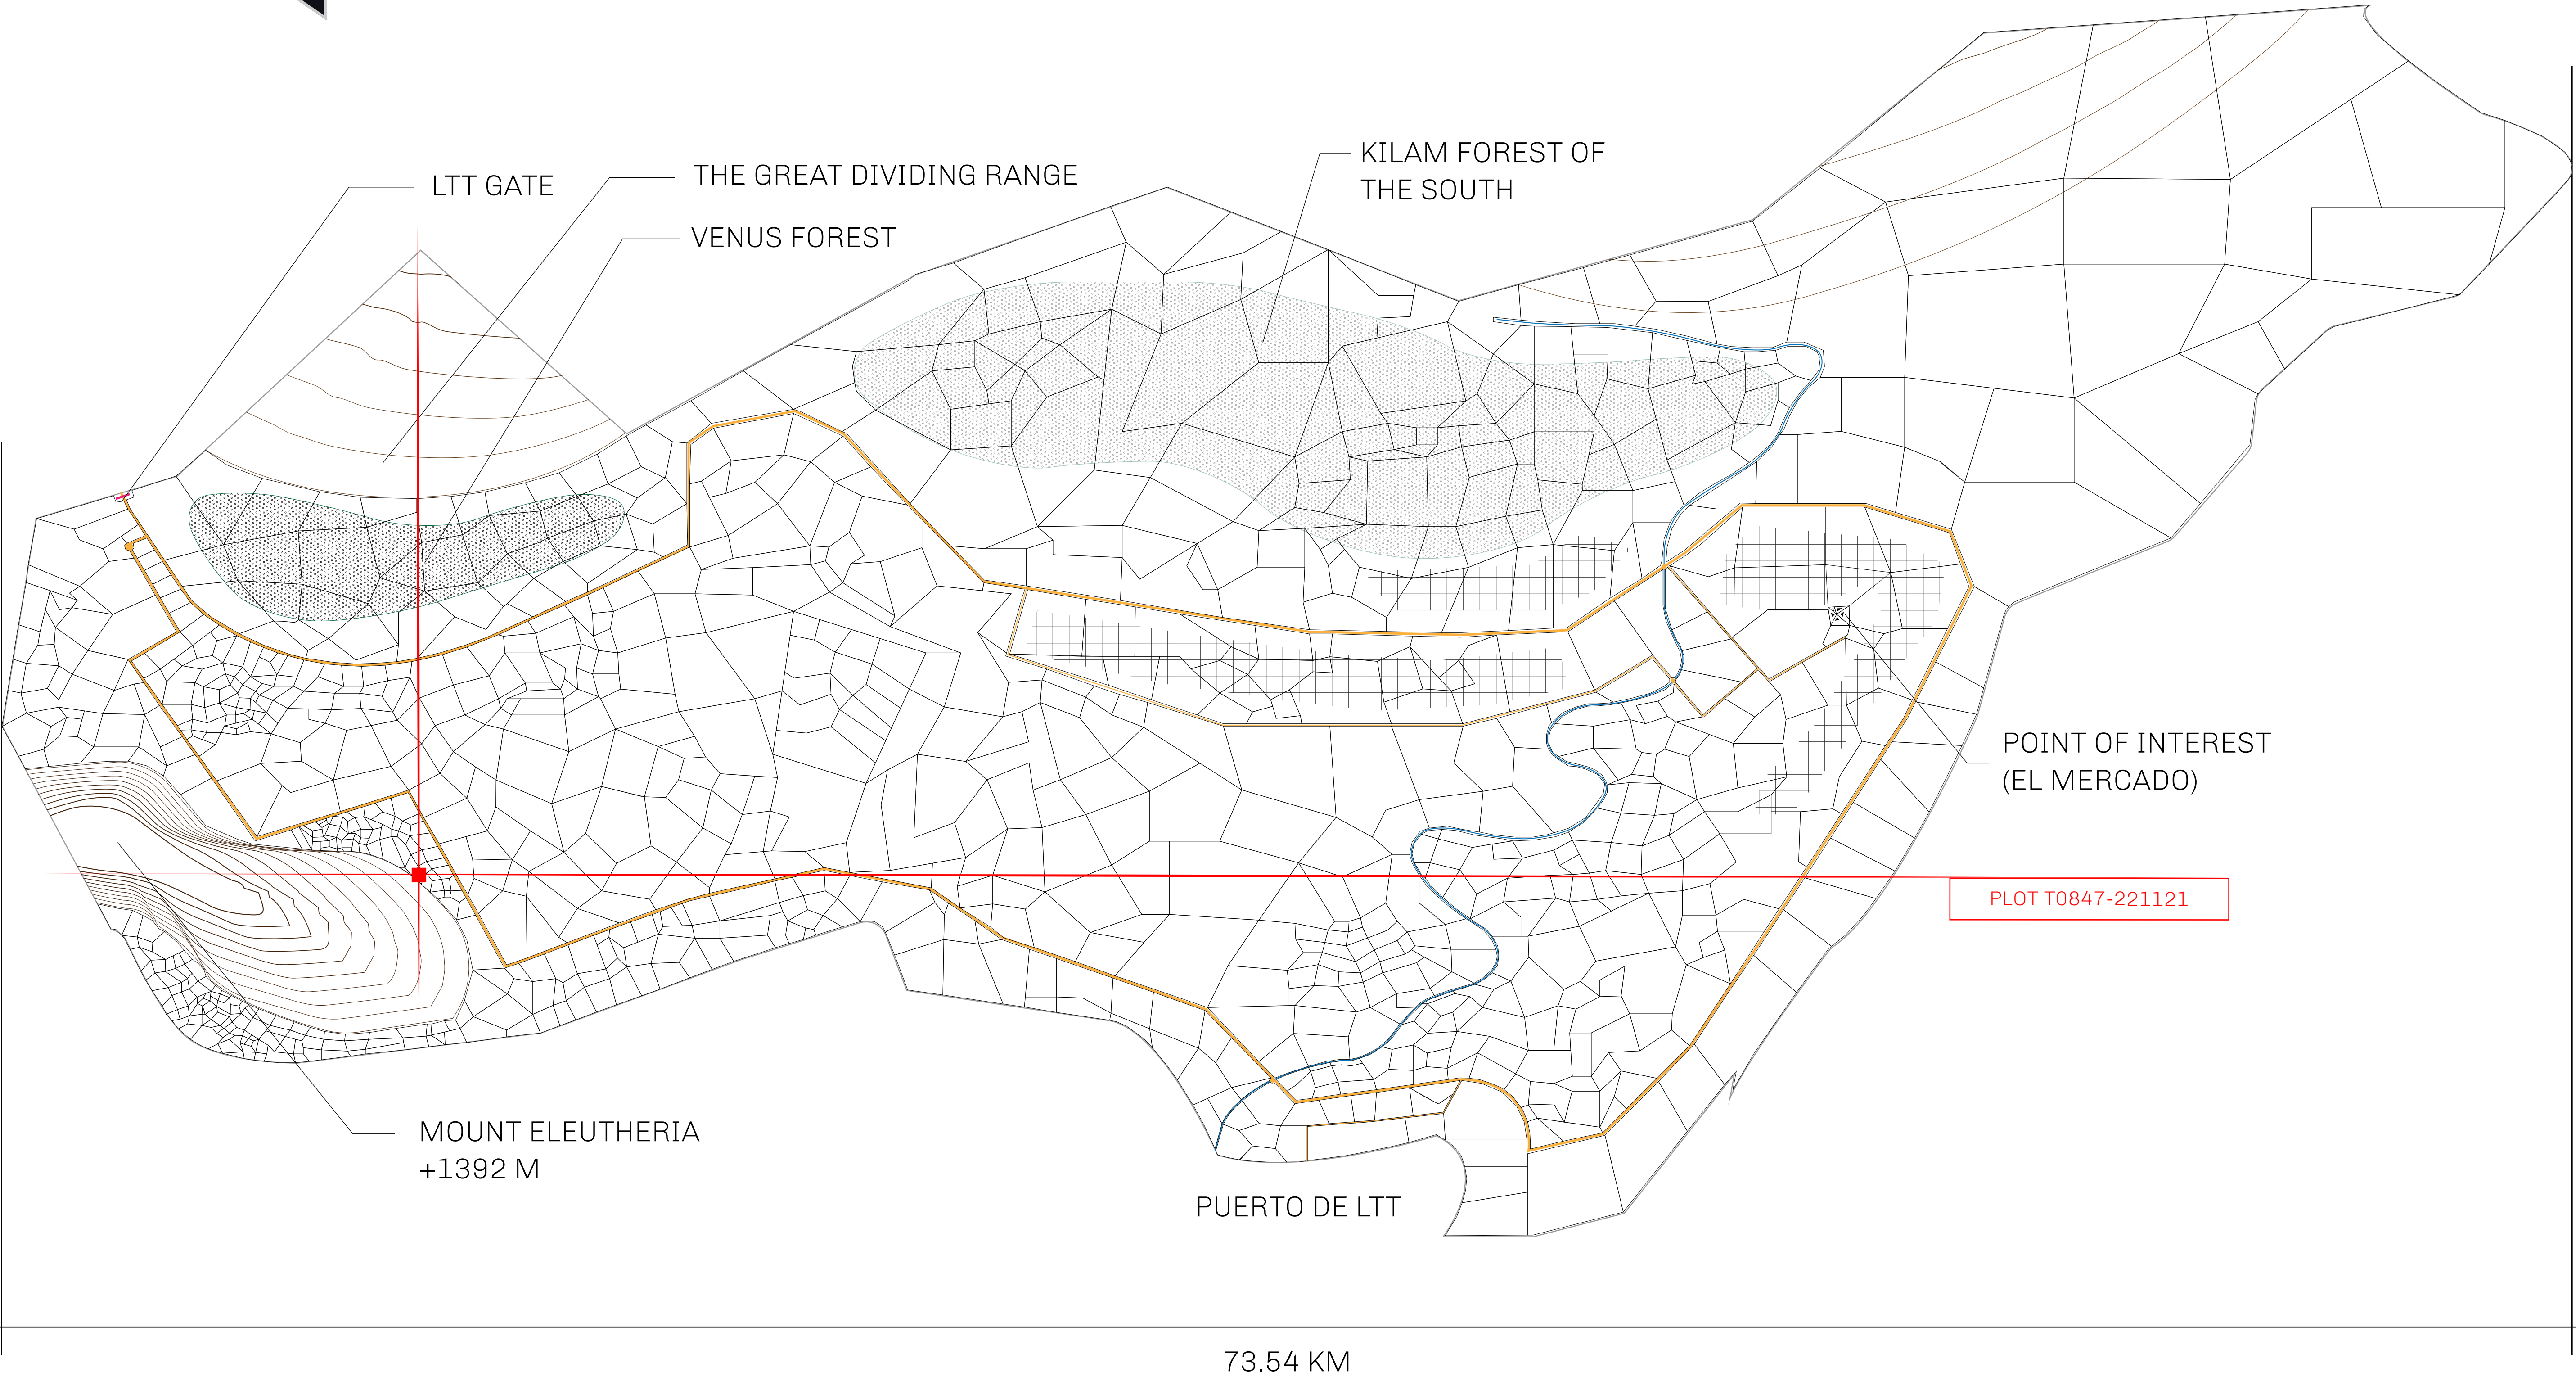 KILAM FOREST OF
THE SOUTH
LTT GATE
THE GREAT DIVIDING RANGE
VENUS FOREST
POINT OF INTEREST
(EL MERCADO)
PLOT T0847-221121
MOUNT ELEUTHERIA
+1392 M
PUERTO DE LTT
73.54 KM